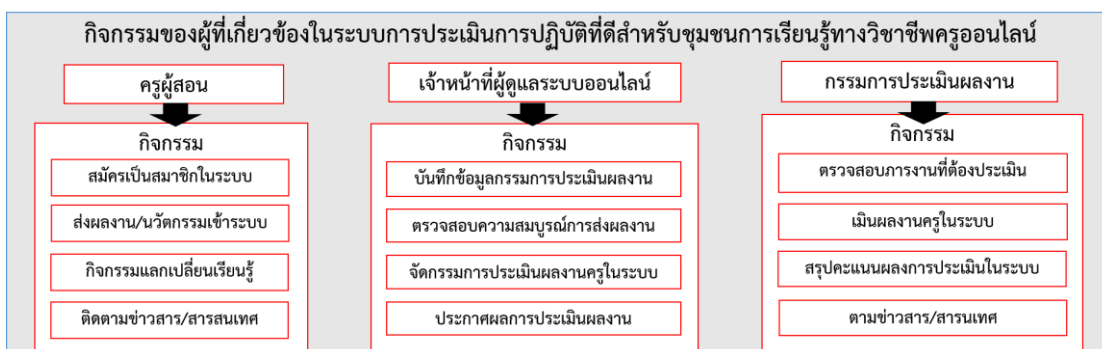 กิจกรรมของผู้ที่เกี่ยวข้องในระบบการประเมินการปฏิบัติที่ดีสำหรับชุมชนการเรียนรู้ทางวิชาชีพครูออนไลน์
ครูผู้สอน
กิจกรรม
สมัครเป็นสมาชิกในระบบ
ส่งผลงาน/นวัตกรรมเข้าระบบ
กิจกรรมแลกเปลี่ยนเรียนรู้
ติดตามข่าวสาร/สารสนเทศ
เจ้าหน้าที่ผู้ดูแลระบบออนไลน์
กิจกรรม
บันทึกข้อมูลกรรมการประเมินผลงาน
ตรวจสอบความสมบูรณ์การส่งผลงาน
จัดกรรมการประเมินผลงานครูในระบบ
ประกาศผลการประเมินผลงาน
กรรมการประเมินผลงาน
กิจกรรม
ตรวจสอบภารงานที่ต้องประเมิน
เมินผลงานครูในระบบ
สรุปคะแนนผลงการประเมินในระบบ
ตามข่าวสาร/สารนเทศ